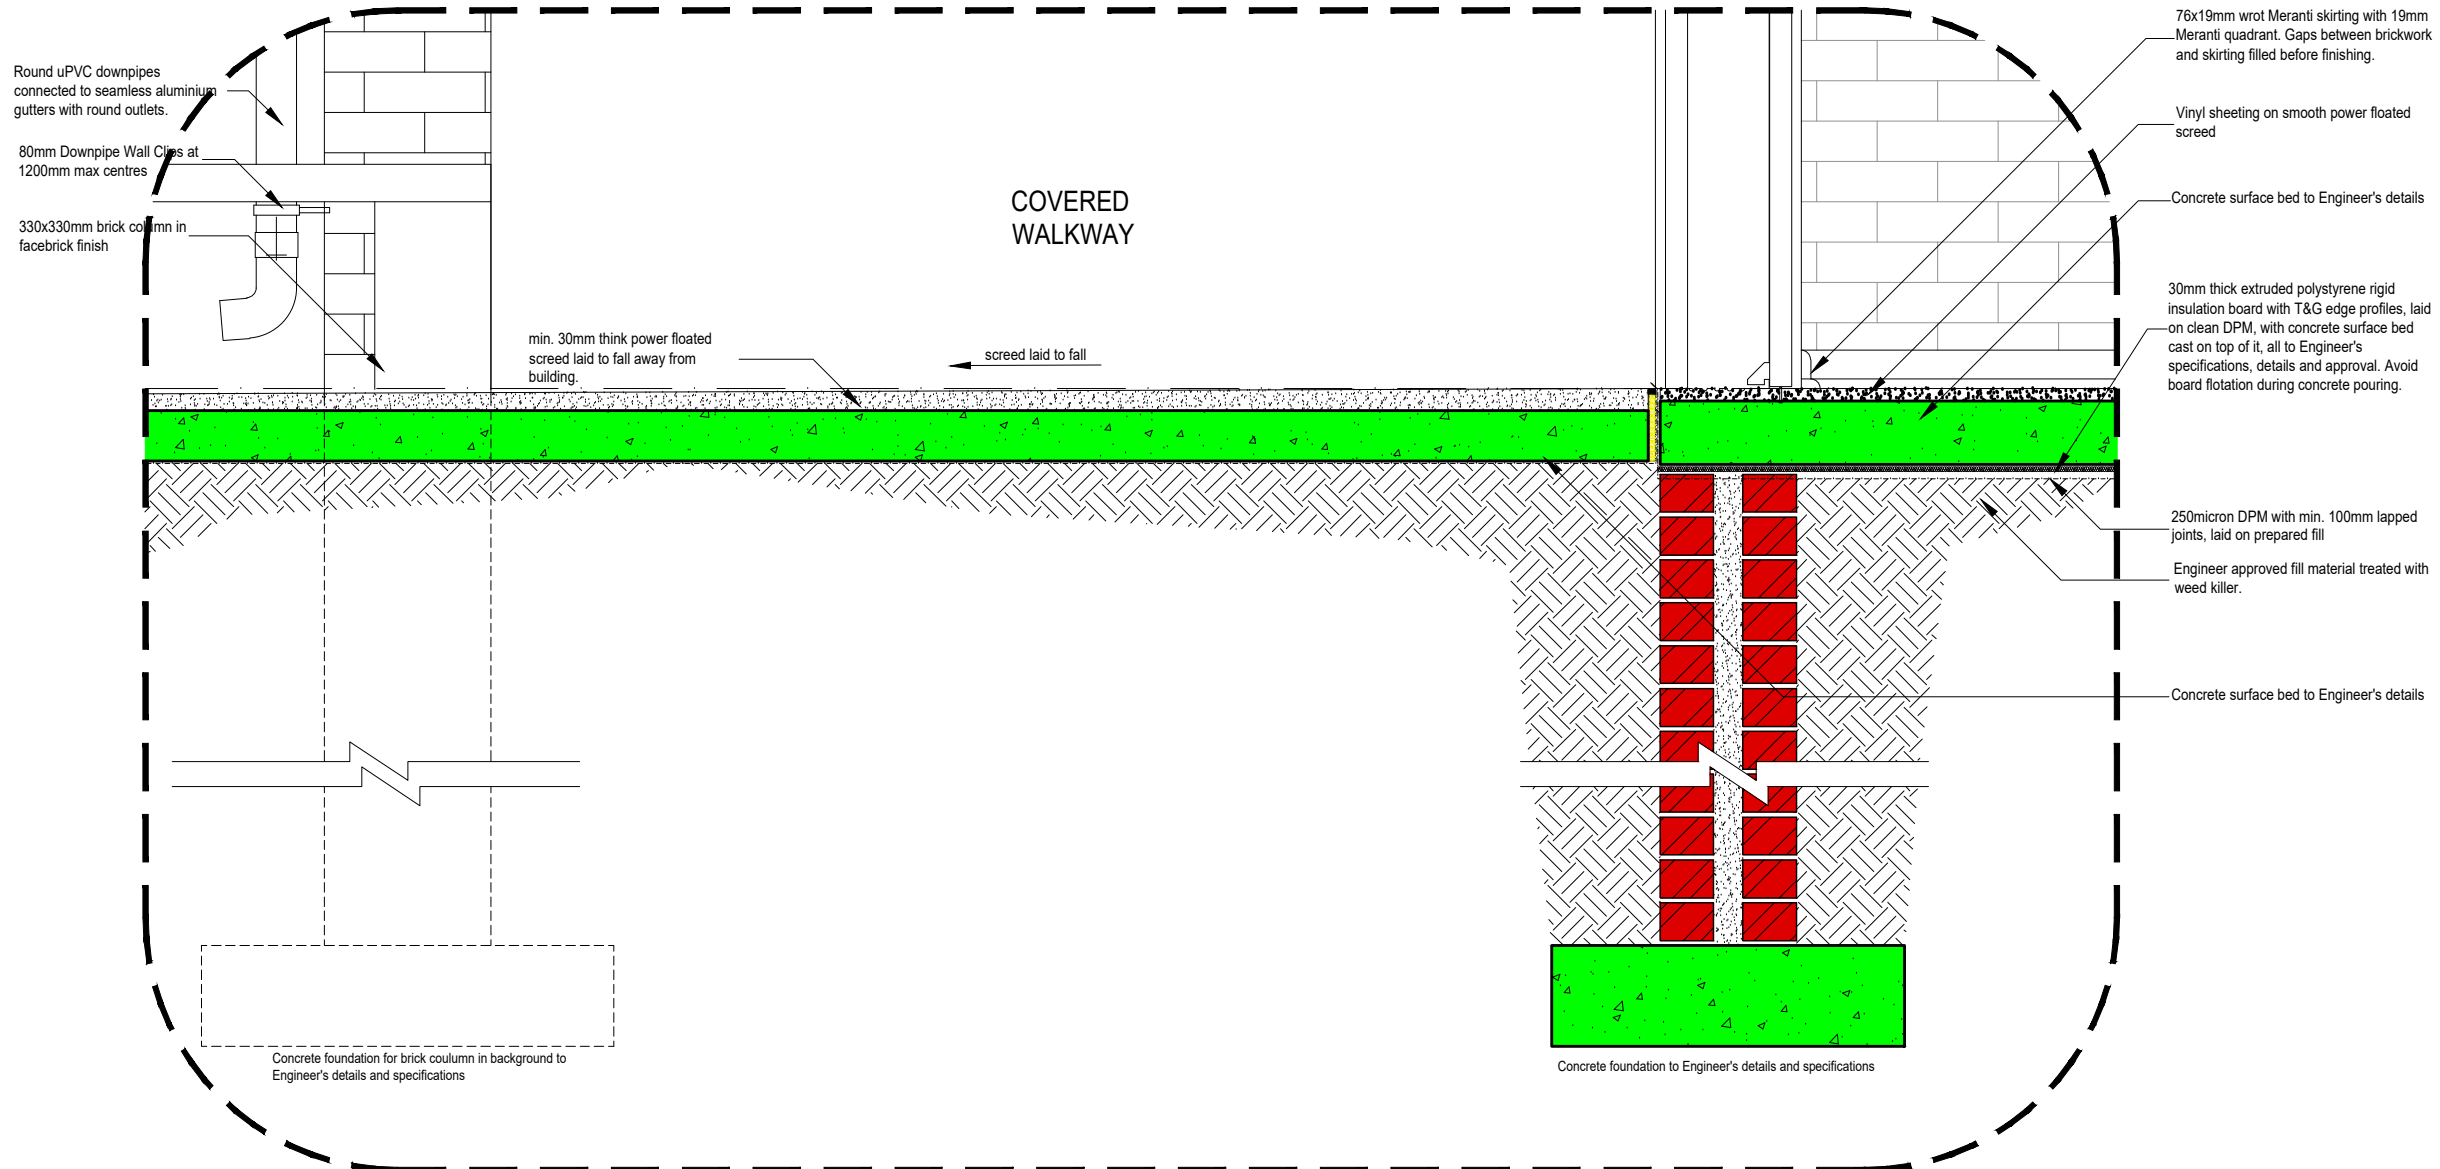 Round uPVC downpipes
connected to seamless aluminium
gutters with round outlets.
80mm Downpipe Wall Clips at
1200mm max centres
330x330mm brick column in
facebrick finish
COVERED
WALKWAY
min. 30mm think power floated
screed laid to fall away from
building.
screed laid to fall
76x19mm wrot Meranti skirting with 19mm
Meranti quadrant. Gaps between brickwork
and skirting filled before finishing.
Vinyl sheeting on smooth power floated
screed
Concrete surface bed to Engineer's details
30mm thick extruded polystyrene rigid
insulation board with T&G edge profiles, laid
on clean DPM, with concrete surface bed
cast on top of it, all to Engineer's
specifications, details and approval. Avoid
board flotation during concrete pouring.
250micron DPM with min. 100mm lapped
joints, laid on prepared fill
Engineer approved fill material treated with
weed killer.
Concrete surface bed to Engineer's details
Concrete foundation for brick coulumn in background to
Engineer's details and specifications
Concrete foundation to Engineer's details and specifications